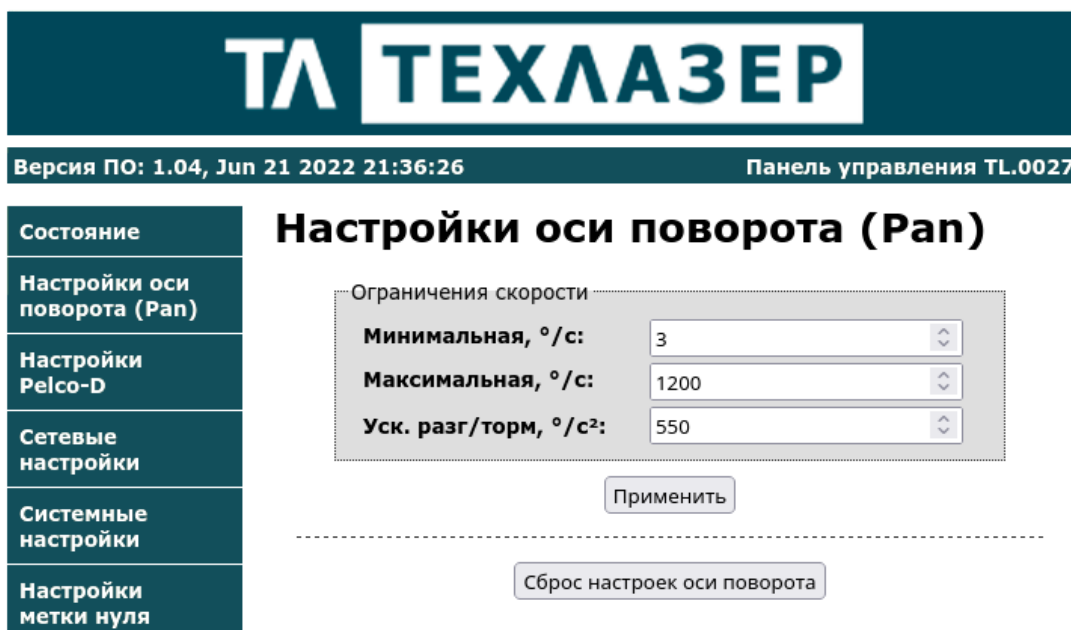 ТЛ ТЕХЛАЗЕР
Версия ПО: 1.04, Jun 21 2022 21:36:26 Панель управления TL.0027
Состояние
Настройки оси
поворота (Pan)
Настройки
Pelco-D
Сетевые
настройки
Системные
настройки
Настройки
метки нуля
Настройки оси поворота (Pan)
Ограничения скорости
Минимальная, °/с: 3
Максимальная, °/с: 1200
Уск. разг/торм, °/с²: 550
Применить
Сброс настроек оси поворота